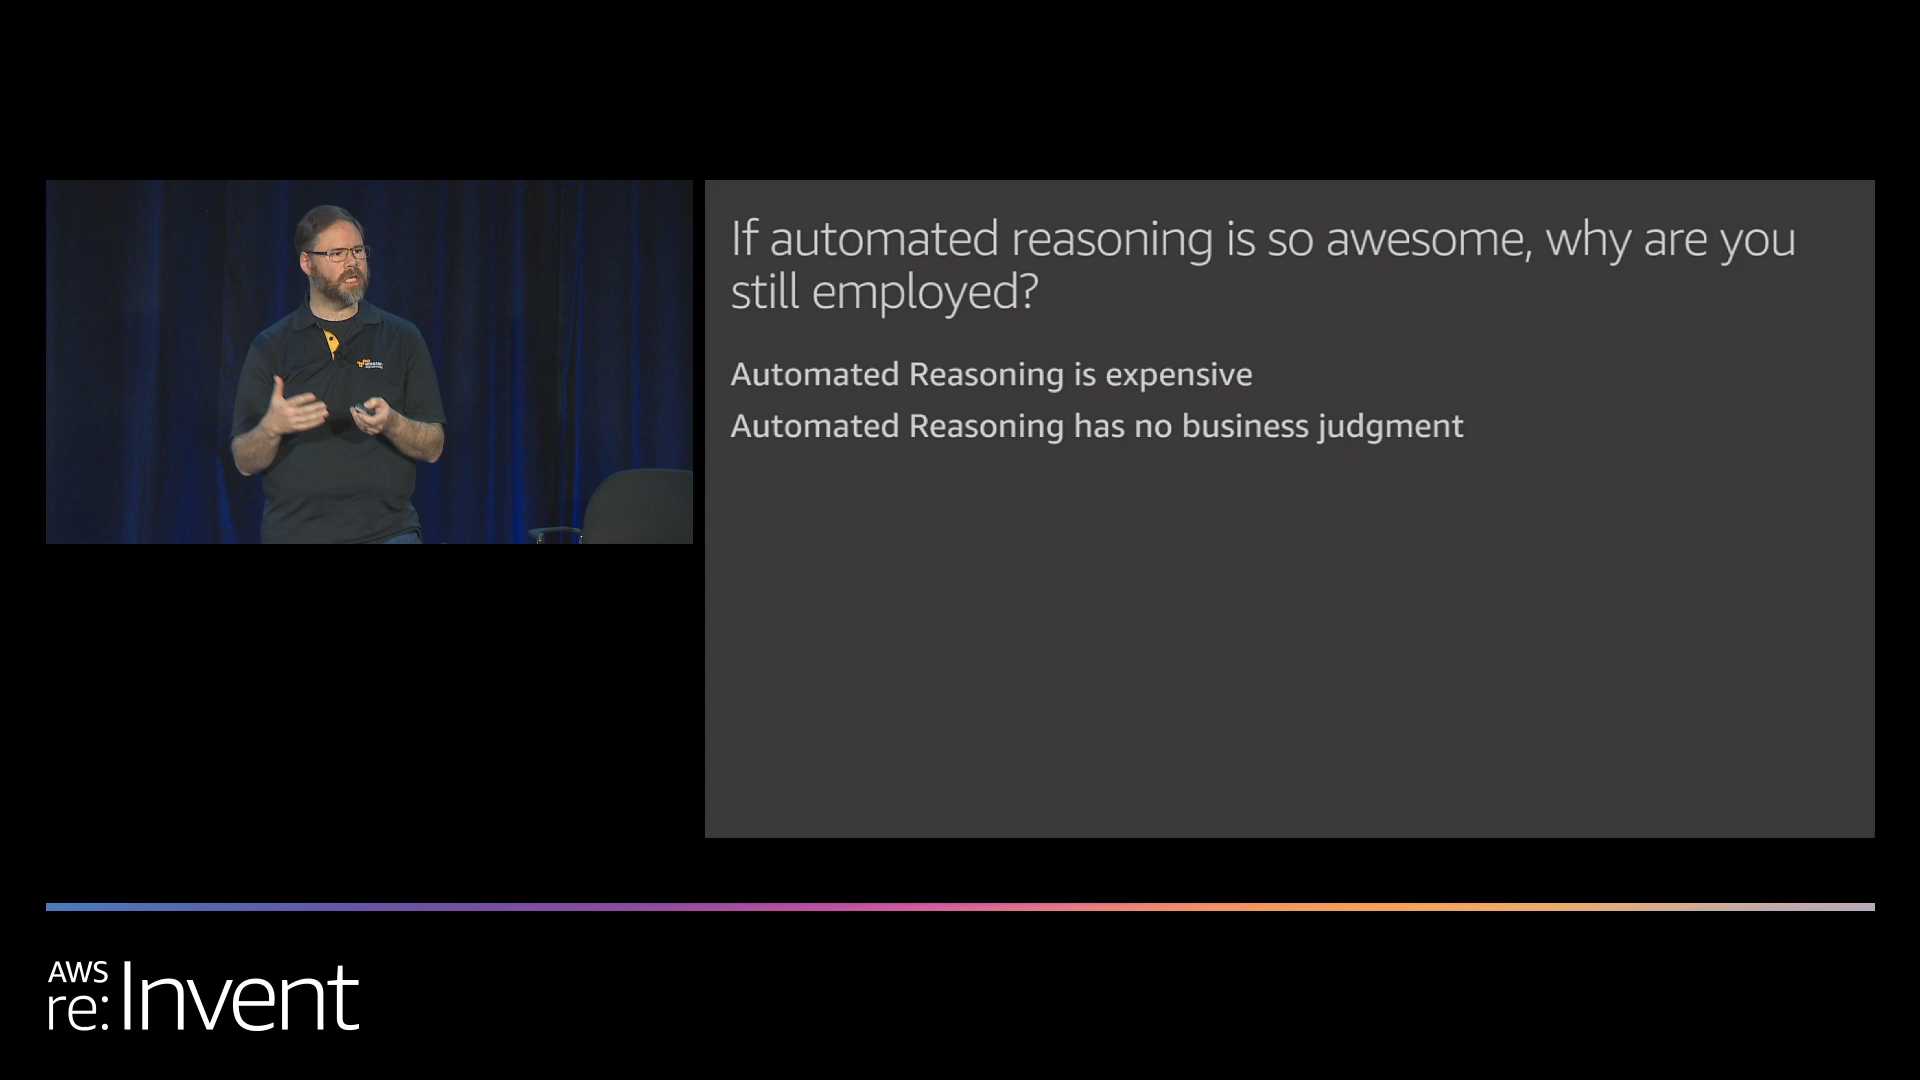 If automated reasoning is so awesome, why are you
still employed?
Automated Reasoning is expensive
Automated Reasoning has no business judgment
AWS
re:Invent